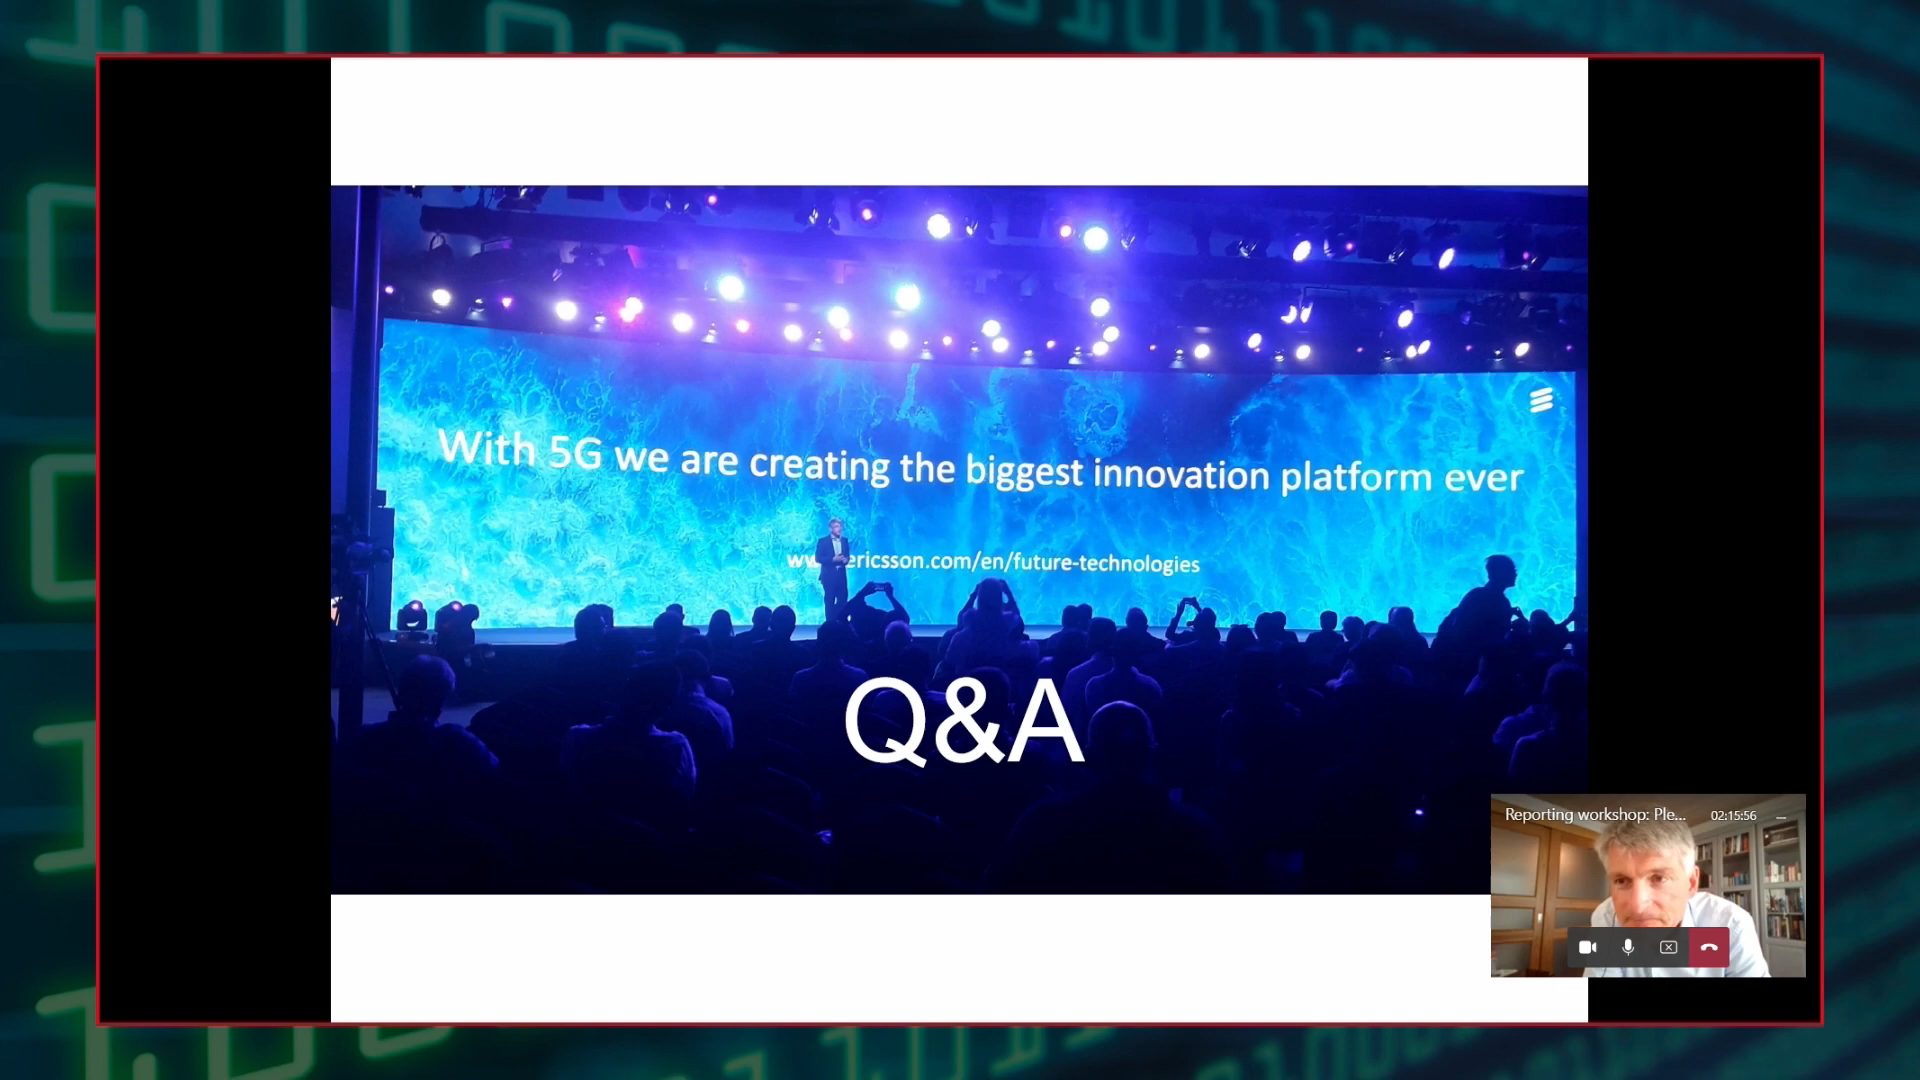 With 5G we are creating the biggest innovation platform ever
ericsson.com/en/future-technologies
Q&A
Reporting workshop: Ple... 02:15:56